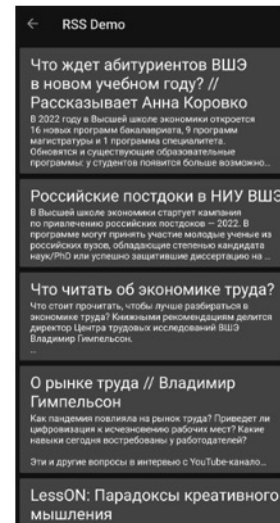 ← RSS Demo
Что ждет абитуриентов ВШЭ
в новом учебном году? //
Рассказывает Анна Коровко
В 2022 году в Высшей школе экономики откроется
16 новых программ бакалавриата, 9 программ
магистратуры и 1 программа специалитета.
Обновятся и существующие образовательные
программы: у студентов появится больше возможно...
Российские постдоки в НИУ ВШЭ
В Высшей школе экономики стартует кампания
по привлечению российских постдоков — 2022. В
программе могут принять участие молодые ученые из
российских вузов, обладающие степенью кандидата
наук/PhD или успешно защитившие диссертацию на ...
Что читать об экономике труда?
Что стоит прочитать, чтобы лучше разбираться в
экономике труда? Книжными рекомендациям делится
директор Центра трудовых исследований ВШЭ
Владимир Гимпельсон.
...
О рынке труда // Владимир
Гимпельсон
Как пандемия повлияла на рынок труда? Приведет ли
цифровизация к исчезновению рабочих мест? Какие
навыки сегодня востребованы у работодателей?
Эти и другие вопросы в интервью с YouTube-канало...
LessON: Парадоксы креативного
мышления